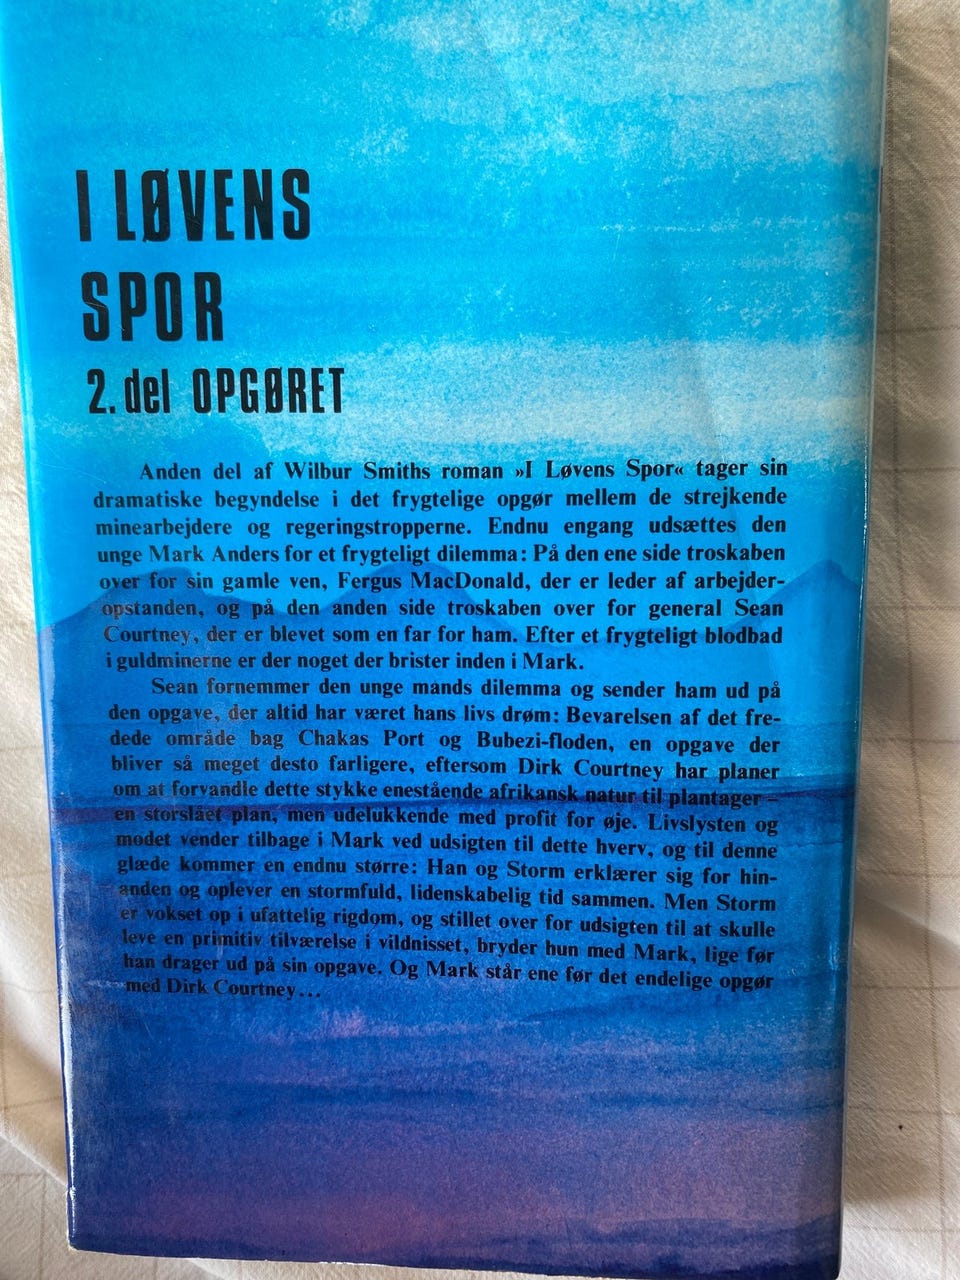 I LØVENS
SPOR
2. del OPGØRET
Anden del af Wilbur Smiths roman »I Løvens Spor« tager sin
dramatiske begyndelse i det frygtelige opgør mellem de strejkende
minearbejdere og regeringstropperne. Endnu engang udsættes den
unge Mark Anders for et frygteligt dilemma: På den ene side troskaben
over for sin gamle ven, Fergus MacDonald, der er leder af arbejder-
opstanden, og på den anden side troskaben over for general Sean
Courtney, der er blevet som en far for ham. Efter et frygteligt blodbad
i guldminerne er der noget der brister inden i Mark.
Sean fornemmer den unge mands dilemma og sender ham ud på
den opgave, der altid har været hans livs drøm: Bevarelsen af det fre-
dede område bag Chakas Port og Bubezi-floden, en opgave der
bliver så meget desto farligere, eftersom Dirk Courtney har planer
om at forvandle dette stykke enestående afrikansk natur til plantager –
en storslået plan, men udelukkende med profit for øje. Livslysten og
modet vender tilbage i Mark ved udsigten til dette hverv, og til denne
glæde kommer en endnu større: Han og Storm erklærer sig for hin-
anden og oplever en stormfuld, lidenskabelig tid sammen. Men Storm
er vokset op i ufattelig rigdom, og stillet over for udsigten til at skulle
leve en primitiv tilværelse i vildnisset, bryder hun med Mark, lige før
han drager ud på sin opgave. Og Mark står ene før det endelige opgør
med Dirk Courtney...